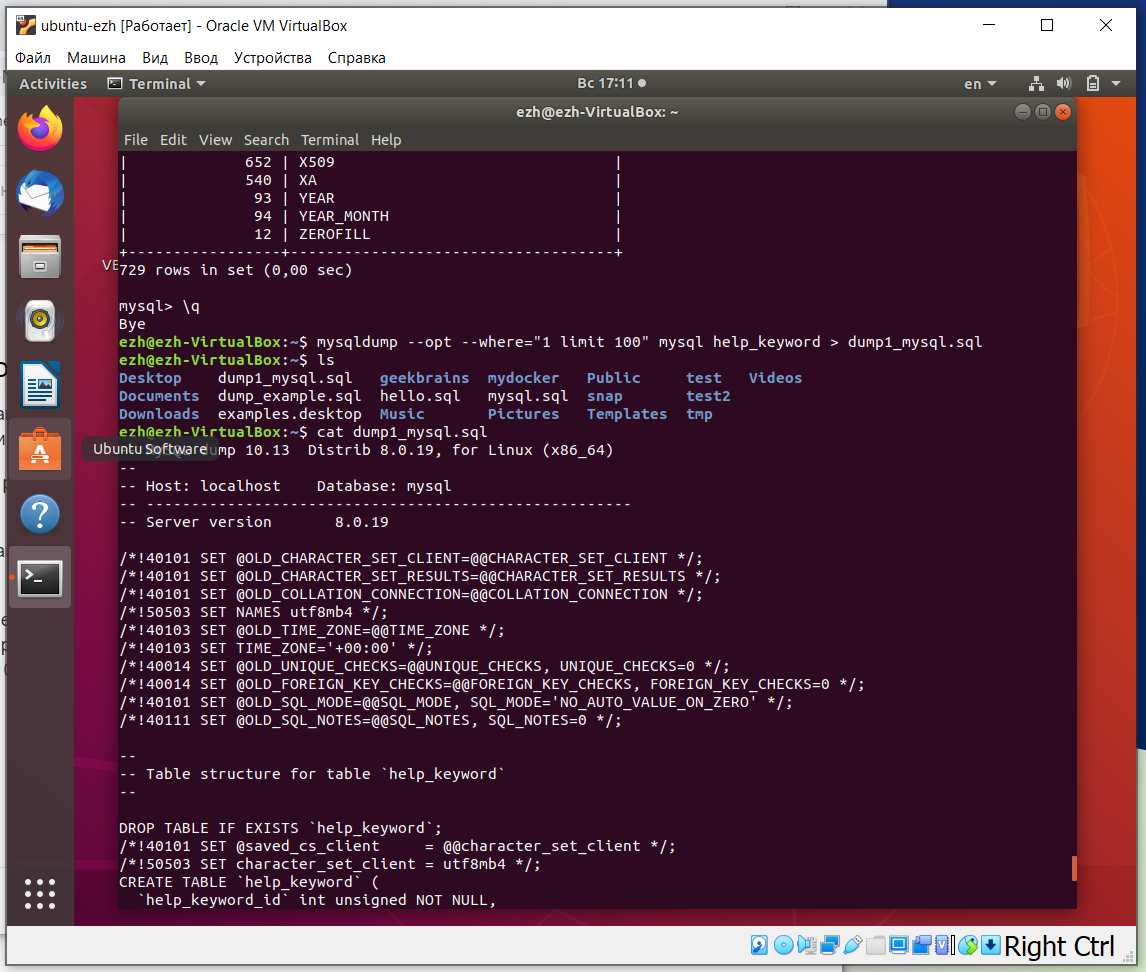 ubuntu-ezh [Работает] - Oracle VM VirtualBox
Файл Машина Вид Ввод Устройства Справка
Activities Terminal Вс 17:11 en
ezh@ezh-VirtualBox: ~
File Edit View Search Terminal Help
| 652 | X509 |
| 540 | XA |
| 93 | YEAR |
| 94 | YEAR_MONTH |
| 12 | ZEROFILL |
+-----------------+------------------------------------+
729 rows in set (0,00 sec)
mysql> \q
Bye
ezh@ezh-VirtualBox:~$ mysqldump --opt --where="1 limit 100" mysql help_keyword > dump1_mysql.sql
ezh@ezh-VirtualBox:~$ ls
Desktop dump1_mysql.sql geekbrains mydocker Public test Videos
Documents dump_example.sql hello.sql mysql.sql snap test2
Downloads examples.desktop Music Pictures Templates tmp
ezh@ezh-VirtualBox:~$ cat dump1_mysql.sql
Ubuntu Software
ump 10.13 Distrib 8.0.19, for Linux (x86_64)
--
-- Host: localhost Database: mysql
-- ------------------------------------------------------
-- Server version 8.0.19
/*!40101 SET @OLD_CHARACTER_SET_CLIENT=@@CHARACTER_SET_CLIENT */;
/*!40101 SET @OLD_CHARACTER_SET_RESULTS=@@CHARACTER_SET_RESULTS */;
/*!40101 SET @OLD_COLLATION_CONNECTION=@@COLLATION_CONNECTION */;
/*!50503 SET NAMES utf8mb4 */;
/*!40103 SET @OLD_TIME_ZONE=@@TIME_ZONE */;
/*!40103 SET TIME_ZONE='+00:00' */;
/*!40014 SET @OLD_UNIQUE_CHECKS=@@UNIQUE_CHECKS, UNIQUE_CHECKS=0 */;
/*!40014 SET @OLD_FOREIGN_KEY_CHECKS=@@FOREIGN_KEY_CHECKS, FOREIGN_KEY_CHECKS=0 */;
/*!40101 SET @OLD_SQL_MODE=@@SQL_MODE, SQL_MODE='NO_AUTO_VALUE_ON_ZERO' */;
/*!40111 SET @OLD_SQL_NOTES=@@SQL_NOTES, SQL_NOTES=0 */;
--
-- Table structure for table `help_keyword`
--
DROP TABLE IF EXISTS `help_keyword`;
/*!40101 SET @saved_cs_client = @@character_set_client */;
/*!50503 SET character_set_client = utf8mb4 */;
CREATE TABLE `help_keyword` (
`help_keyword_id` int unsigned NOT NULL,
Right Ctrl